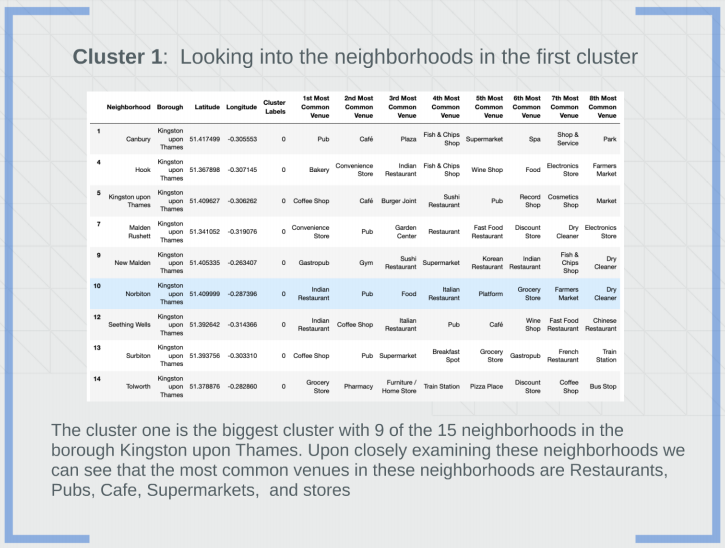 Cluster 1:  Looking into the neighborhoods in the first cluster
Neighborhood Borough Latitude Longitude Cluster Labels 1st Most Common Venue 2nd Most Common Venue 3rd Most Common Venue 4th Most Common Venue 5th Most Common Venue 6th Most Common Venue 7th Most Common Venue 8th Most Common Venue
1 Canbury Kingston upon Thames 51.417499 -0.305553 0 Pub Café Plaza Fish & Chips Shop Supermarket Spa Shop & Service Park
4 Hook Kingston upon Thames 51.367898 -0.307145 0 Bakery Convenience Store Indian Restaurant Fish & Chips Shop Wine Shop Food Electronics Store Farmers Market
5 Kingston upon Thames Kingston upon Thames 51.409627 -0.306262 0 Coffee Shop Café Burger Joint Sushi Restaurant Pub Record Shop Cosmetics Shop Market
7 Malden Rushett Kingston upon Thames 51.341052 -0.319076 0 Convenience Store Pub Garden Center Restaurant Fast Food Restaurant Discount Store Dry Cleaner Electronics Store
9 New Malden Kingston upon Thames 51.405335 -0.263407 0 Gastropub Gym Sushi Restaurant Supermarket Korean Restaurant Indian Restaurant Fish & Chips Shop Dry Cleaner
10 Norbiton Kingston upon Thames 51.409999 -0.287396 0 Indian Restaurant Pub Food Italian Restaurant Platform Grocery Store Farmers Market Dry Cleaner
12 Seething Wells Kingston upon Thames 51.392642 -0.314366 0 Indian Restaurant Coffee Shop Italian Restaurant Pub Café Wine Shop Fast Food Restaurant Chinese Restaurant
13 Surbiton Kingston upon Thames 51.393756 -0.303310 0 Coffee Shop Pub Supermarket Breakfast Spot Grocery Store Gastropub French Restaurant Train Station
14 Tolworth Kingston upon Thames 51.378876 -0.282860 0 Grocery Store Pharmacy Furniture / Home Store Train Station Pizza Place Discount Store Coffee Shop Bus Stop
The cluster one is the biggest cluster with 9 of the 15 neighborhoods in the
borough Kingston upon Thames. Upon closely examining these neighborhoods we
can see that the most common venues in these neighborhoods are Restaurants,
Pubs, Cafe, Supermarkets,  and stores